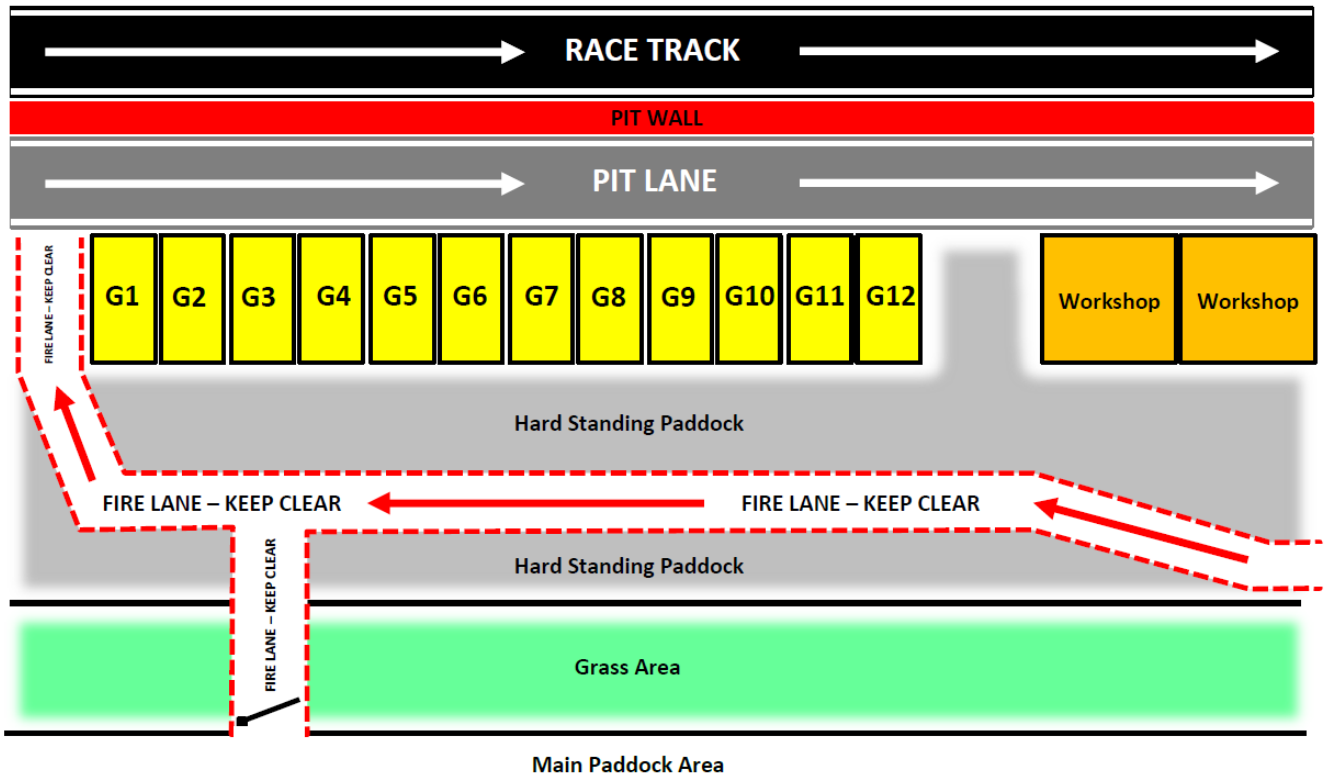 RACE TRACK
PIT WALL
PIT LANE
FIRE LANE – KEEP CLEAR
G1
G2
G3
G4
G5
G6
G7
G8
G9
G10
G11
G12
Workshop
Workshop
Hard Standing Paddock
FIRE LANE – KEEP CLEAR
FIRE LANE – KEEP CLEAR
FIRE LANE – KEEP CLEAR
Hard Standing Paddock
Grass Area
Main Paddock Area